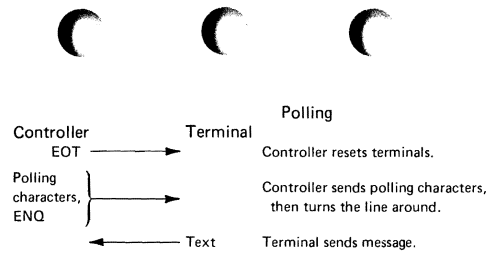 Polling
Controller Terminal
EOT Controller resets terminals.
Polling
characters,
ENQ
Controller sends polling characters,
then turns the line around.
Text Terminal sends message.